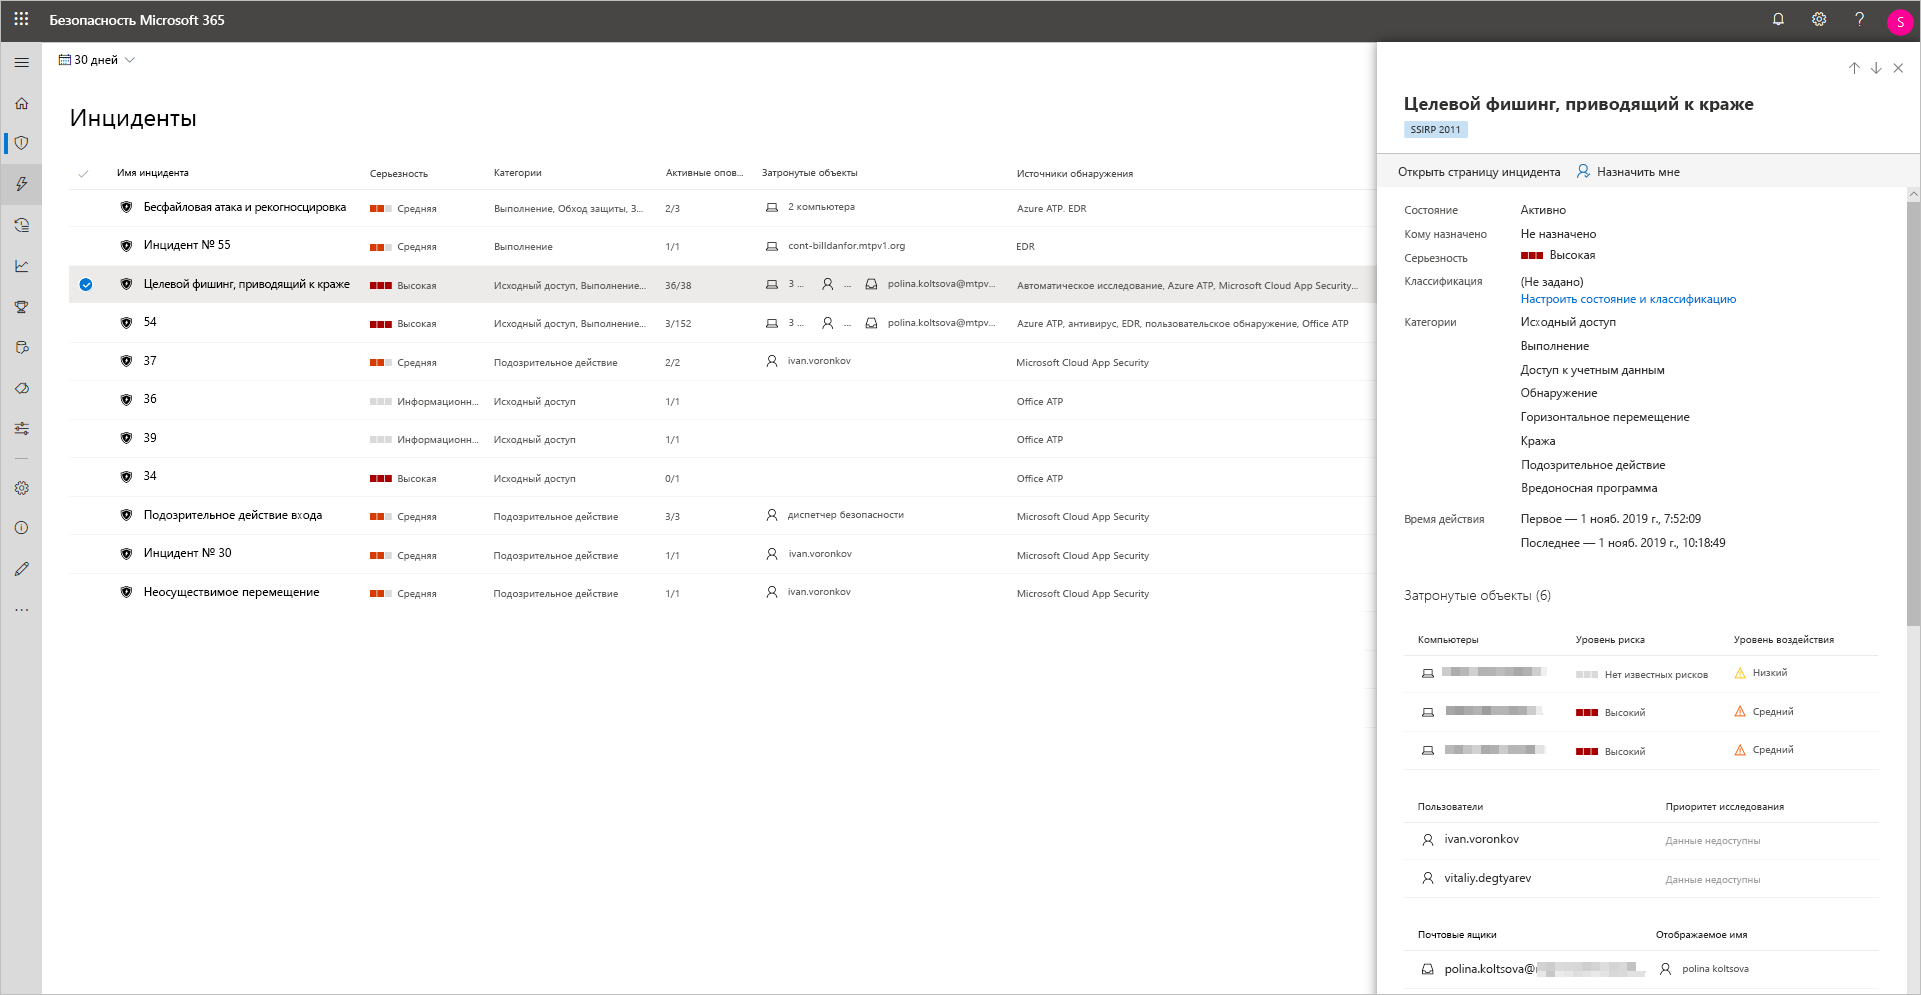 Безопасность Microsoft 365
S
30 дней
Инциденты
Имя инцидента Серьезность Категории Активные опов... Затронутые объекты Источники обнаружения
Бесфайловая атака и рекогносцировка Средняя Выполнение, Обход защиты, З... 2/3 2 компьютера Azure ATP. EDR
Инцидент № 55 Средняя Выполнение 1/1 cont-billdanfor.mtpv1.org EDR
Целевой фишинг, приводящий к краже Высокая Исходный доступ, Выполнение... 36/38 3 ... ... polina.koltsova@mtpv... Автоматическое исследование, Azure ATP, Microsoft Cloud App Security...
54 Высокая Исходный доступ, Выполнение... 3/152 3 ... ... polina.koltsova@mtpv... Azure ATP, антивирус, EDR, пользовательское обнаружение, Office ATP
37 Средняя Подозрительное действие 2/2 ivan.voronkov Microsoft Cloud App Security
36 Информационн... Исходный доступ 1/1 Office ATP
39 Информационн... Исходный доступ 1/1 Office ATP
34 Высокая Исходный доступ 0/1 Office ATP
Подозрительное действие входа Средняя Подозрительное действие 3/3 диспетчер безопасности Microsoft Cloud App Security
Инцидент № 30 Средняя Подозрительное действие 1/1 ivan.voronkov Microsoft Cloud App Security
Неосуществимое перемещение Средняя Подозрительное действие 1/1 ivan.voronkov Microsoft Cloud App Security
Целевой фишинг, приводящий к краже
SSIRP 2011
Открыть страницу инцидента Назначить мне
Состояние Активно
Кому назначено Не назначено
Серьезность Высокая
Классификация (Не задано)
Настроить состояние и классификацию
Категории Исходный доступ
Выполнение
Доступ к учетным данным
Обнаружение
Горизонтальное перемещение
Кража
Подозрительное действие
Вредоносная программа
Время действия Первое — 1 нояб. 2019 г., 7:52:09
Последнее — 1 нояб. 2019 г., 10:18:49
Затронутые объекты (6)
Компьютеры Уровень риска Уровень воздействия
Нет известных рисков Низкий
Высокий Средний
Высокий Средний
Пользователи Приоритет исследования
ivan.voronkov Данные недоступны
vitaliy.degtyarev Данные недоступны
Почтовые ящики Отображаемое имя
polina.koltsova@ polina koltsova